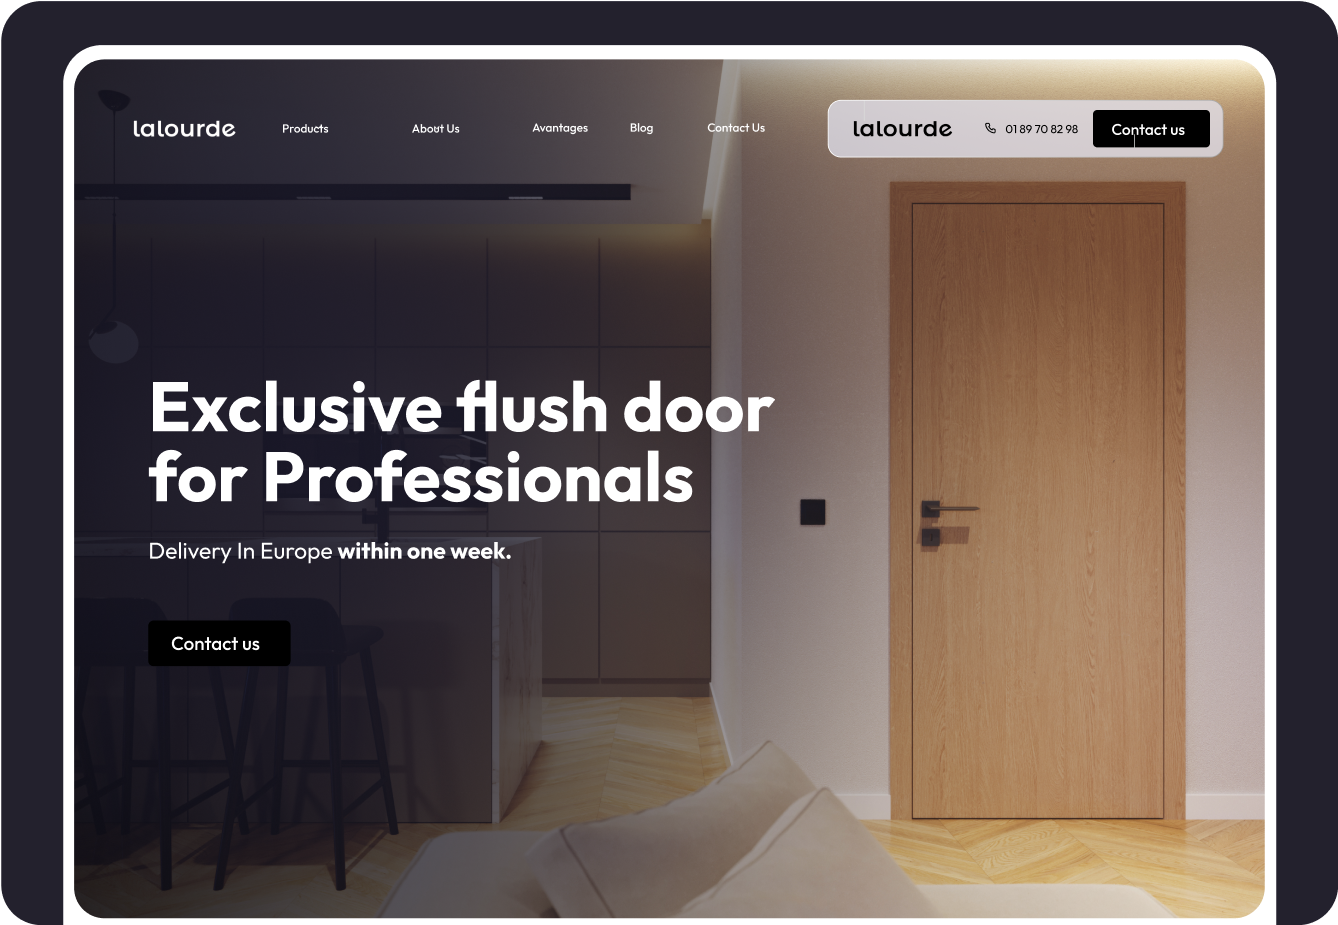 lalourde
Products
About Us
Avantages
Blog
Contact Us
lalourde
01 89 70 82 98
Contact us
Exclusive flush door
for Professionals
Delivery In Europe within one week.
Contact us